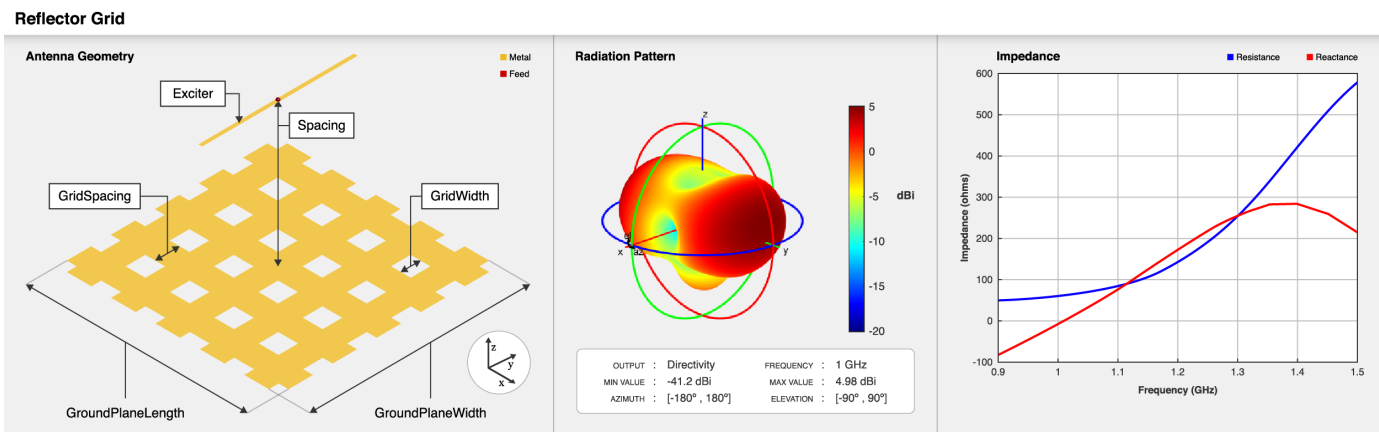 Reflector Grid
Antenna Geometry
Metal
Feed
Exciter
Spacing
GridSpacing
GridWidth
z
y
x
GroundPlaneLength
GroundPlaneWidth
Radiation Pattern
z
x
az
y
5
0
-5
-10
-15
-20
dBi
OUTPUT : Directivity FREQUENCY : 1 GHz
MIN VALUE : -41.2 dBi MAX VALUE : 4.98 dBi
AZIMUTH : [-180° , 180°] ELEVATION : [-90° , 90°]
Impedance
Resistance Reactance
600
500
400
300
200
100
0
-100
Impedance (ohms)
0.9 1 1.1 1.2 1.3 1.4 1.5
Frequency (GHz)